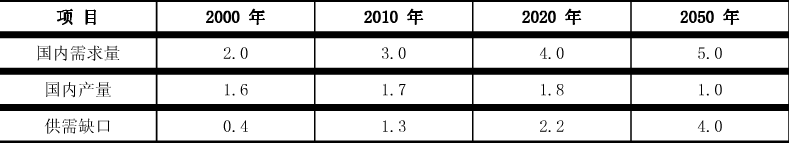 项 目 2000 年 2010 年 2020 年 2050 年
国内需求量 2.0 3.0 4.0 5.0
国内产量 1.6 1.7 1.8 1.0
供需缺口 0.4 1.3 2.2 4.0